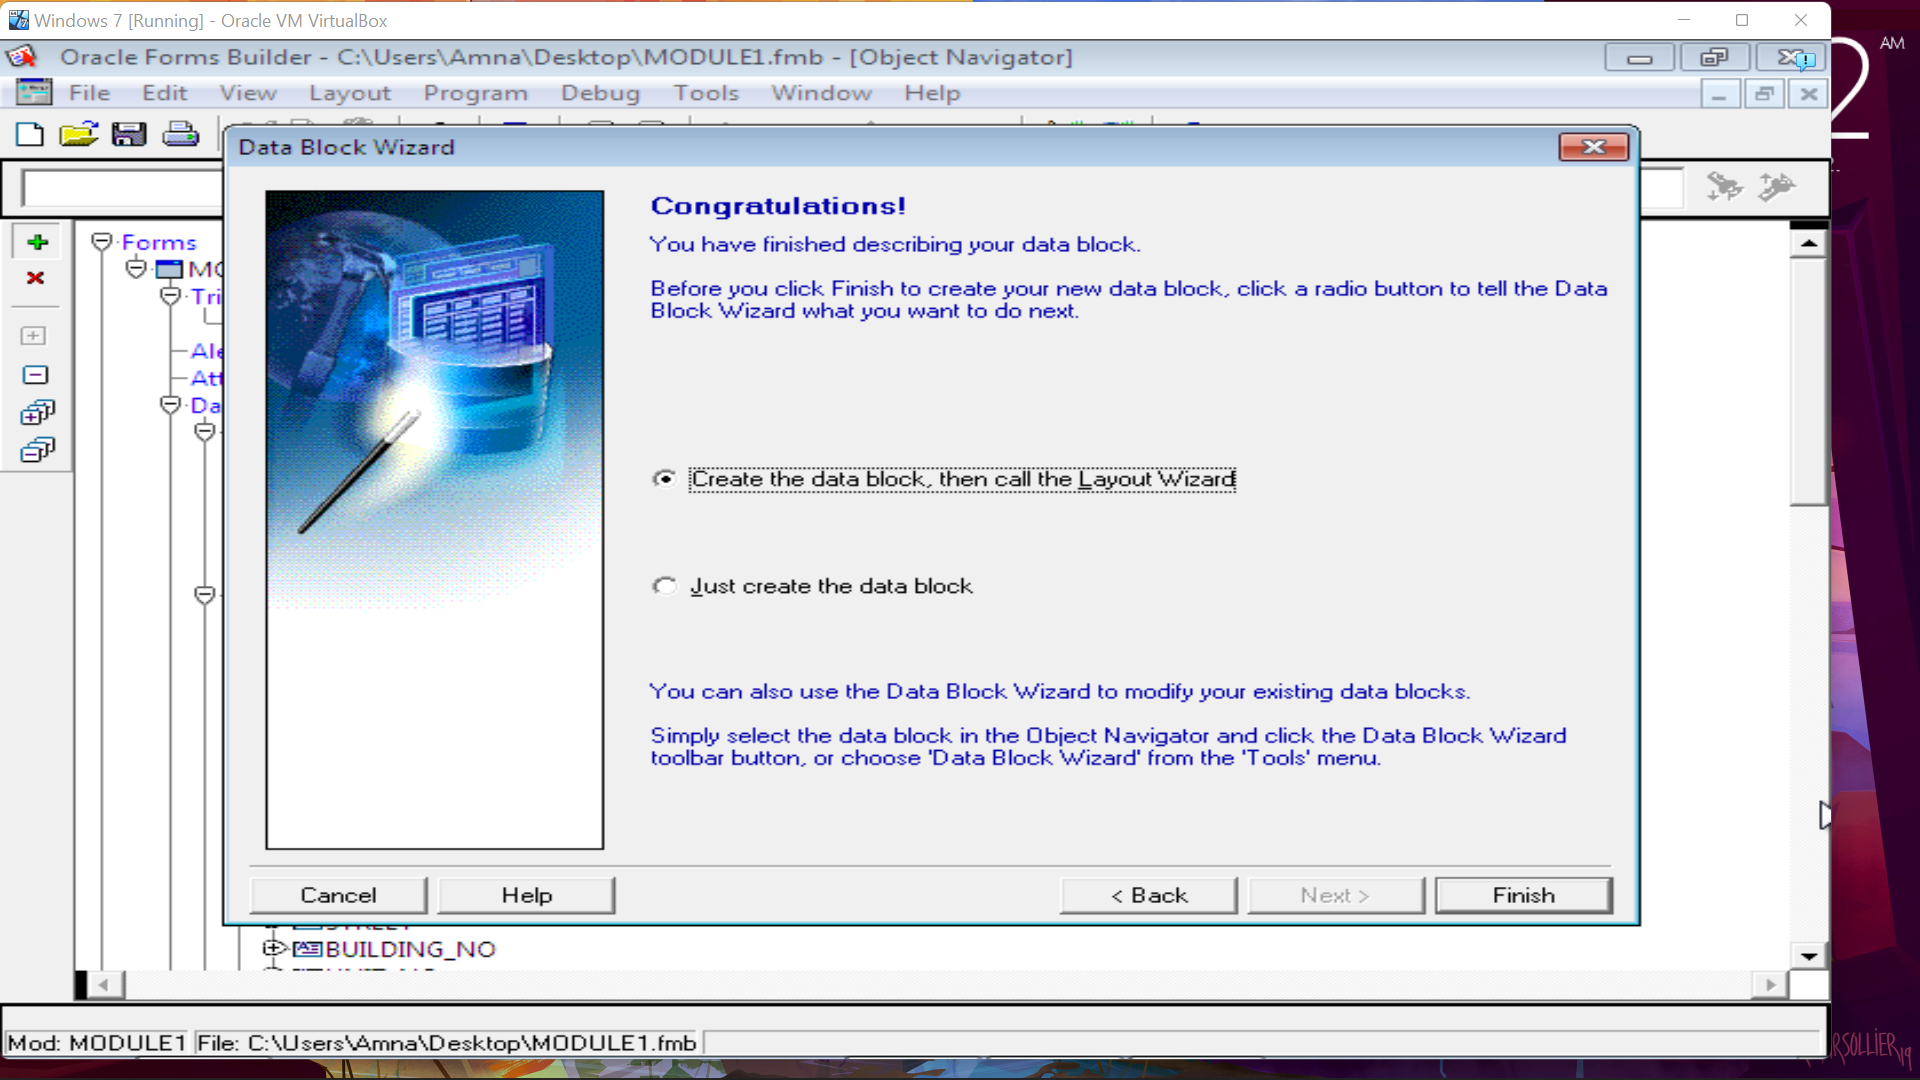 Windows 7 [Running] - Oracle VM VirtualBox
AM
Oracle Forms Builder - C:\Users\Amna\Desktop\MODULE1.fmb - [Object Navigator]
File Edit View Layout Program Debug Tools Window Help
2
Data Block Wizard
Congratulations!
You have finished describing your data block.
Before you click Finish to create your new data block, click a radio button to tell the Data
Block Wizard what you want to do next.
Forms
Create the data block, then call the Layout Wizard
Just create the data block
You can also use the Data Block Wizard to modify your existing data blocks.
Simply select the data block in the Object Navigator and click the Data Block Wizard
toolbar button, or choose 'Data Block Wizard' from the 'Tools' menu.
Cancel Help < Back Next > Finish
BUILDING_NO
Mod: MODULE1 File: C:\Users\Amna\Desktop\MODULE1.fmb